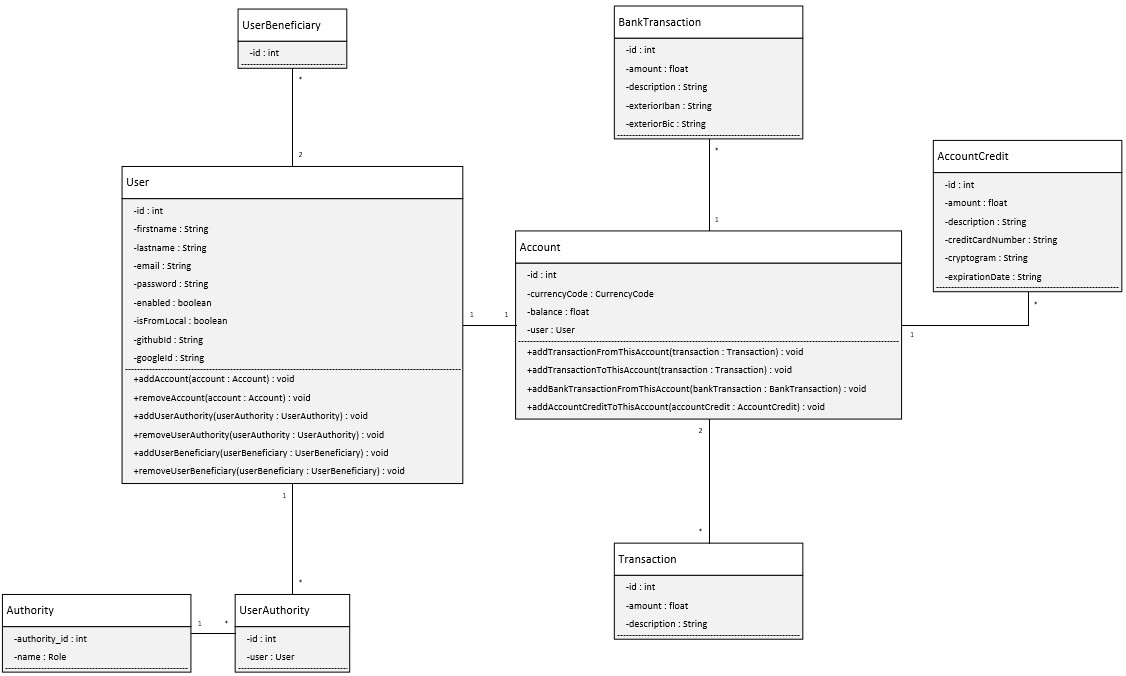 UserBeneficiary
-id : int
*
2
User
-id : int
-firstname : String
-lastname : String
-email : String
-password : String
-enabled : boolean
-isFromLocal : boolean
-githubId : String
-googleId : String
+addAccount(account : Account) : void
+removeAccount(account : Account) : void
+addUserAuthority(userAuthority : UserAuthority) : void
+removeUserAuthority(userAuthority : UserAuthority) : void
+addUserBeneficiary(userBeneficiary : UserBeneficiary) : void
+removeUserBeneficiary(userBeneficiary : UserBeneficiary) : void
1
1
1
*
Authority
-authority_id : int
-name : Role
1
*
UserAuthority
-id : int
-user : User
BankTransaction
-id : int
-amount : float
-description : String
-exteriorIban : String
-exteriorBic : String
*
1
Account
-id : int
-currencyCode : CurrencyCode
-balance : float
-user : User
+addTransactionFromThisAccount(transaction : Transaction) : void
+addTransactionToThisAccount(transaction : Transaction) : void
+addBankTransactionFromThisAccount(bankTransaction : BankTransaction) : void
+addAccountCreditToThisAccount(accountCredit : AccountCredit) : void
AccountCredit
-id : int
-amount : float
-description : String
-creditCardNumber : String
-cryptogram : String
-expirationDate : String
*
1
2
*
Transaction
-id : int
-amount : float
-description : String